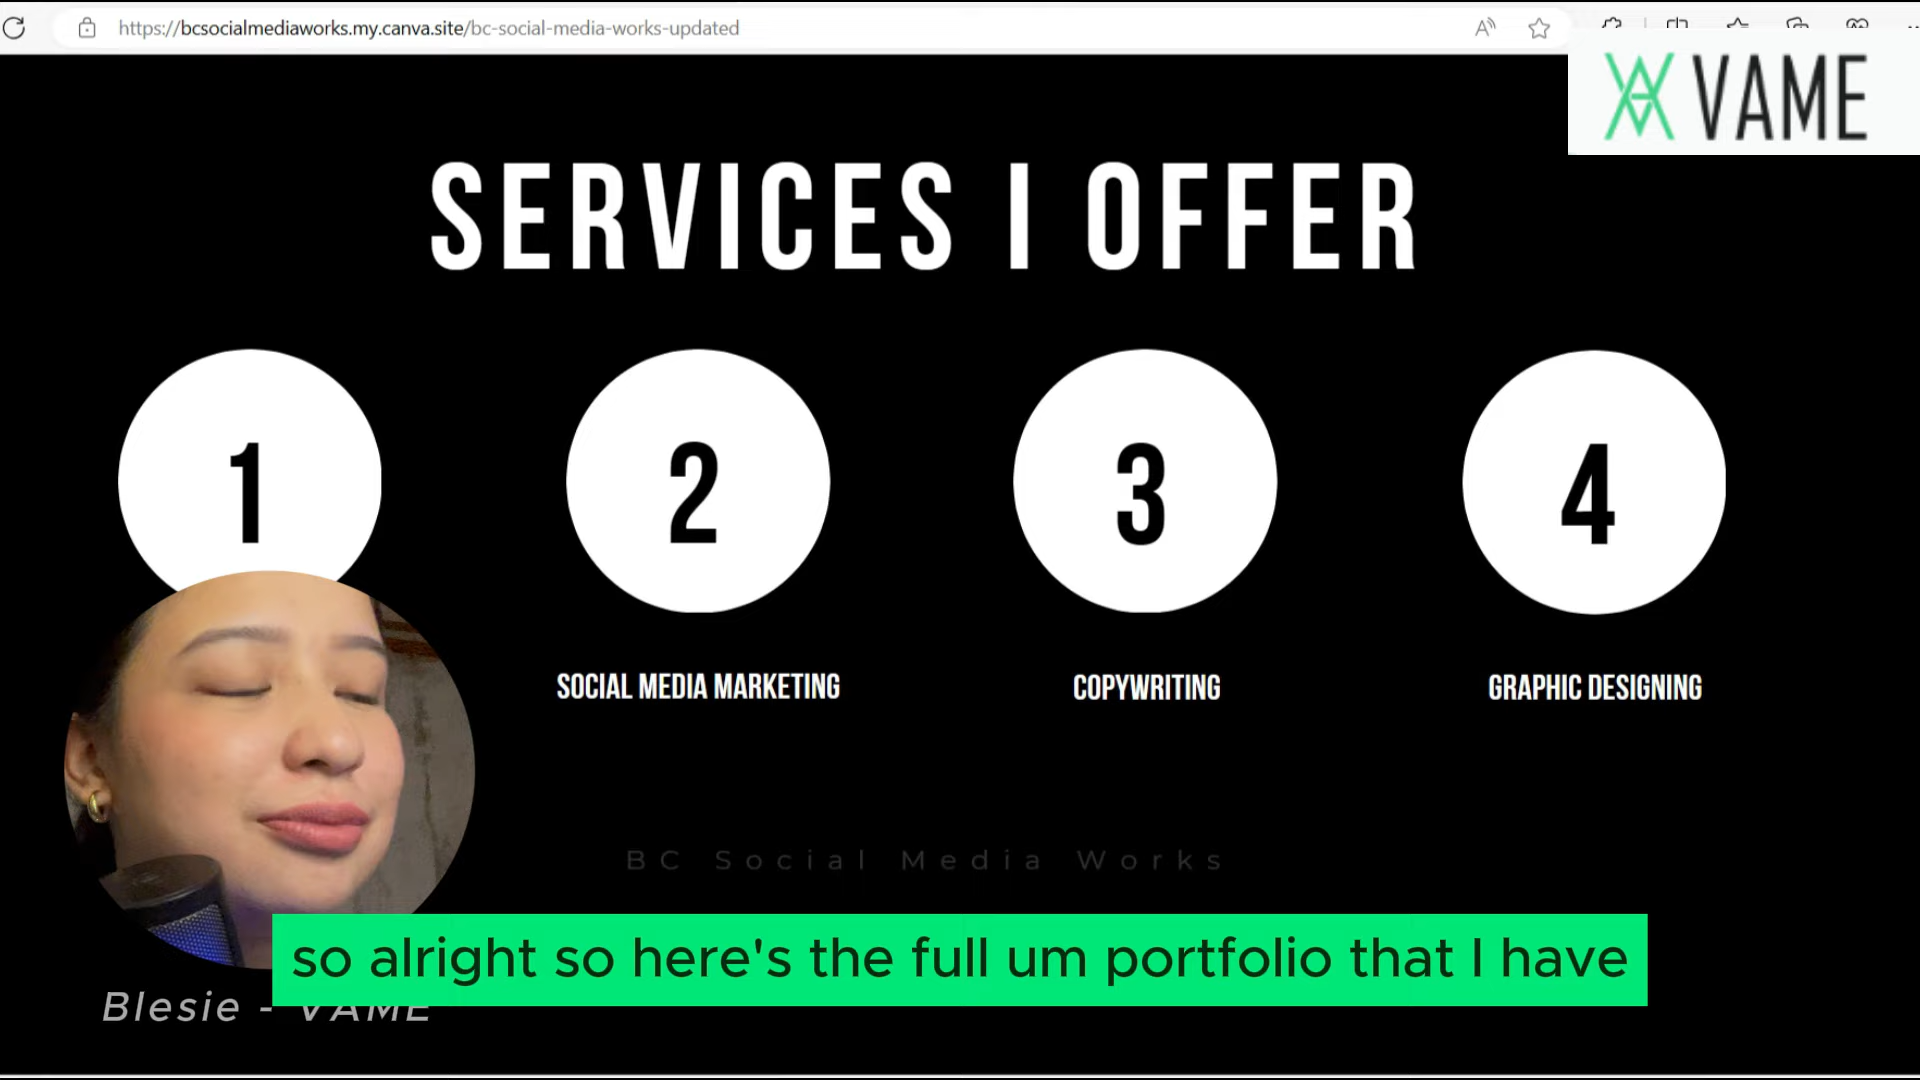 https://bcsocialmediaworks.my.canva.site/bc-social-media-works-updated
VAME
SERVICES I OFFER
1
2
3
4
SOCIAL MEDIA MARKETING
COPYWRITING
GRAPHIC DESIGNING
BC Social Media Works
so alright so here's the full um portfolio that I have
Blesie - VAME